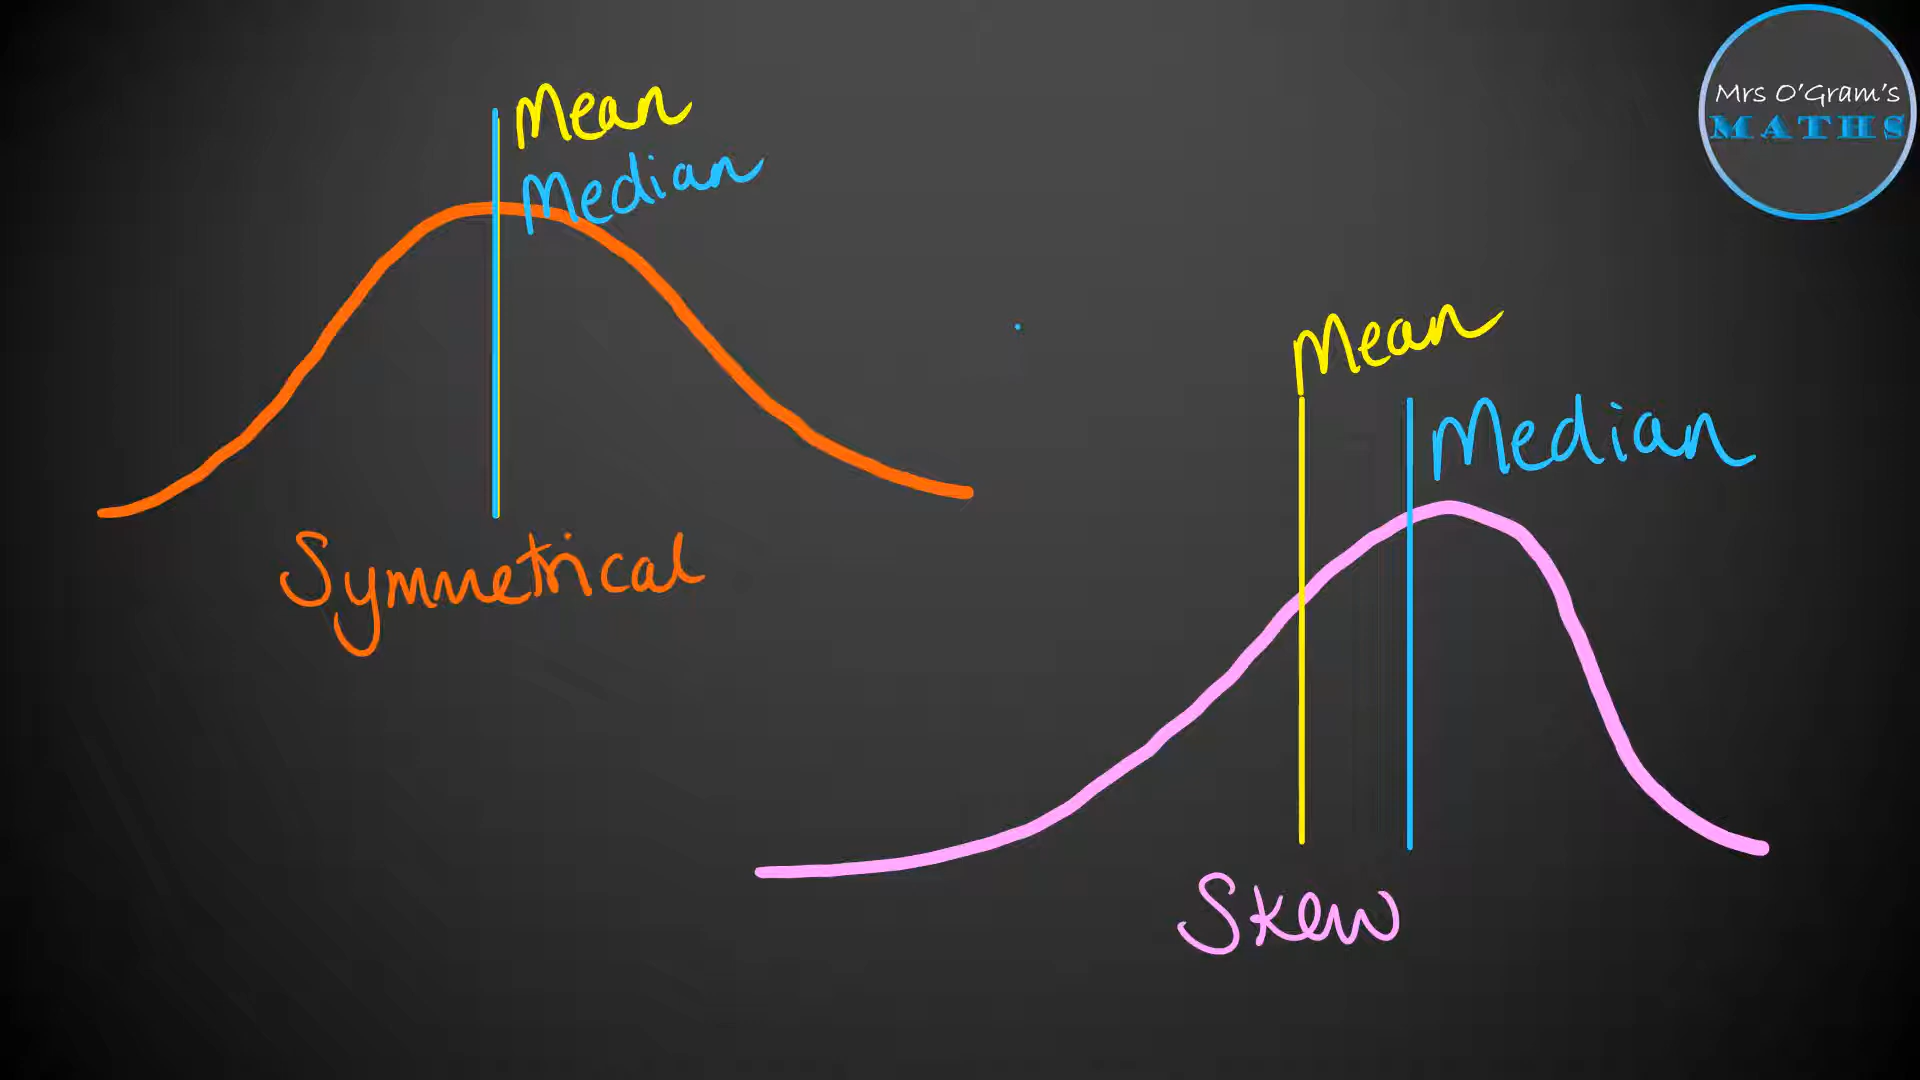 Mrs O'Gram's
MATHS
Mean
Median
Symmetrical
Mean
Median
Skew